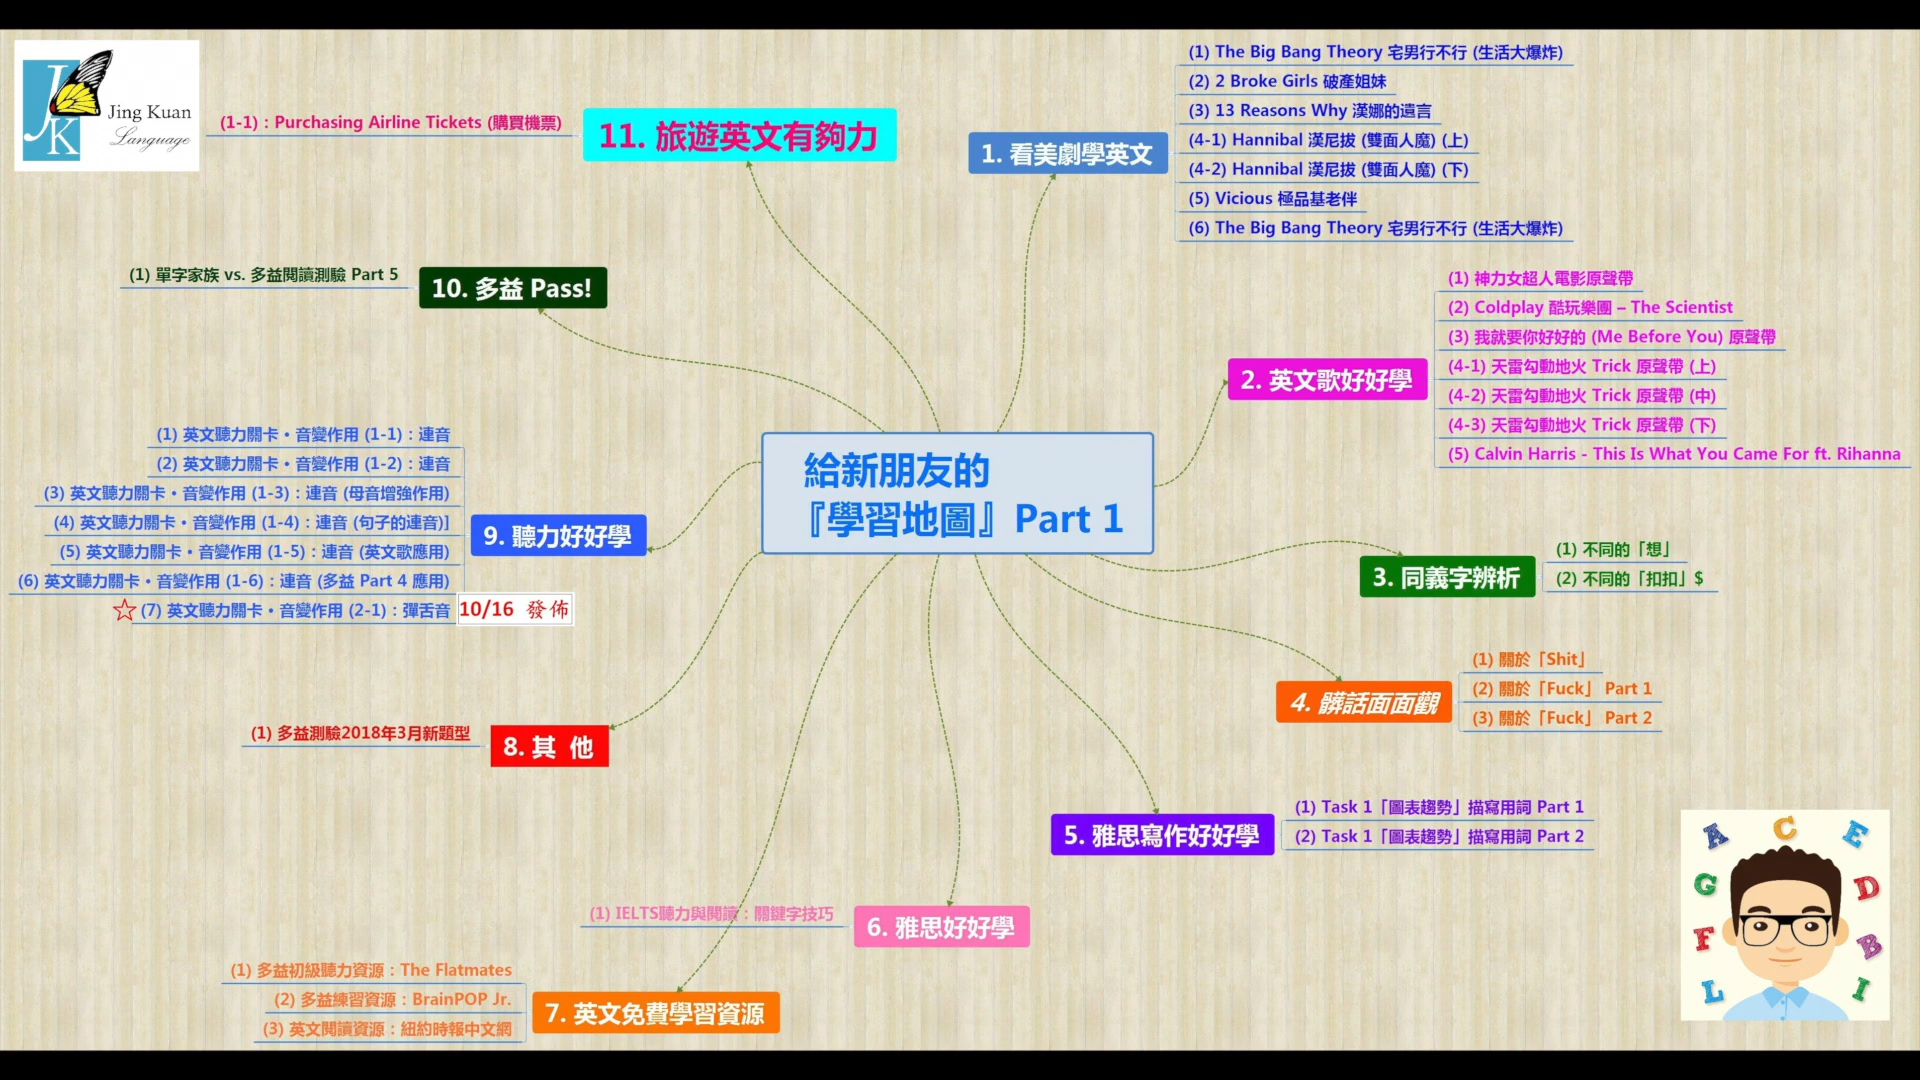 JK
Jing Kuan
Language
給新朋友的
『學習地圖』Part 1
1. 看美劇學英文
(1) The Big Bang Theory 宅男行不行 (生活大爆炸)
(2) 2 Broke Girls 破產姐妹
(3) 13 Reasons Why 漢娜的遺言
(4-1) Hannibal 漢尼拔 (雙面人魔) (上)
(4-2) Hannibal 漢尼拔 (雙面人魔) (下)
(5) Vicious 極品基老伴
(6) The Big Bang Theory 宅男行不行 (生活大爆炸)
2. 英文歌好好學
(1) 神力女超人電影原聲帶
(2) Coldplay 酷玩樂團 – The Scientist
(3) 我就要你好好的 (Me Before You) 原聲帶
(4-1) 天雷勾動地火 Trick 原聲帶 (上)
(4-2) 天雷勾動地火 Trick 原聲帶 (中)
(4-3) 天雷勾動地火 Trick 原聲帶 (下)
(5) Calvin Harris - This Is What You Came For ft. Rihanna
3. 同義字辨析
(1) 不同的「想」
(2) 不同的「扣扣」$
4. 髒話面面觀
(1) 關於「Shit」
(2) 關於「Fuck」 Part 1
(3) 關於「Fuck」 Part 2
5. 雅思寫作好好學
(1) Task 1「圖表趨勢」描寫用詞 Part 1
(2) Task 1「圖表趨勢」描寫用詞 Part 2
6. 雅思好好學
(1) IELTS聽力與閱讀：關鍵字技巧
7. 英文免費學習資源
(1) 多益初級聽力資源：The Flatmates
(2) 多益練習資源：BrainPOP Jr.
(3) 英文閱讀資源：紐約時報中文網
8. 其 他
(1) 多益測驗2018年3月新題型
9. 聽力好好學
(1) 英文聽力關卡・音變作用 (1-1)：連音
(2) 英文聽力關卡・音變作用 (1-2)：連音
(3) 英文聽力關卡・音變作用 (1-3)：連音 (母音增強作用)
(4) 英文聽力關卡・音變作用 (1-4)：連音 (句子的連音)]
(5) 英文聽力關卡・音變作用 (1-5)：連音 (英文歌應用)
(6) 英文聽力關卡・音變作用 (1-6)：連音 (多益 Part 4 應用)
☆(7) 英文聽力關卡・音變作用 (2-1)：彈舌音 10/16 發佈
10. 多益 Pass!
(1) 單字家族 vs. 多益閱讀測驗 Part 5
11. 旅遊英文有夠力
(1-1)：Purchasing Airline Tickets (購買機票)
A C E
G D
F B
L I